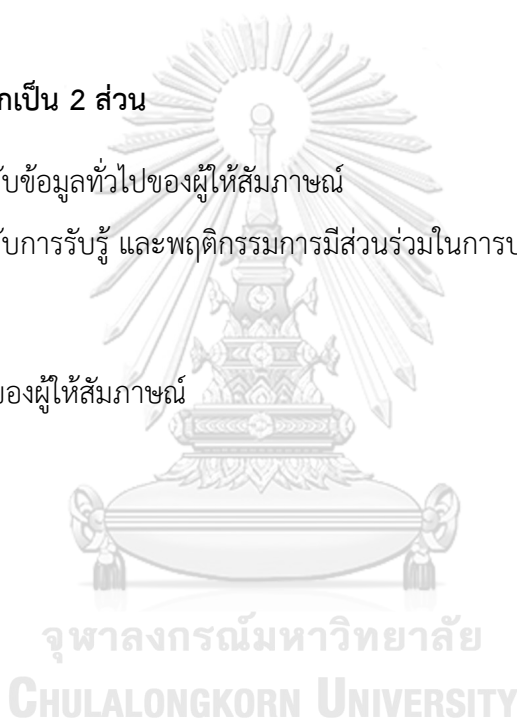 กเป็น 2 ส่วน
บข้อมูลทั่วไปของผู้ให้สัมภาษณ์
บการรับรู้ และพฤติกรรมการมีส่วนร่วมในการบ
ของผู้ให้สัมภาษณ์
จุฬาลงกรณ์มหาวิทยาลัย
CHULALONGKORN UNIVERSITY